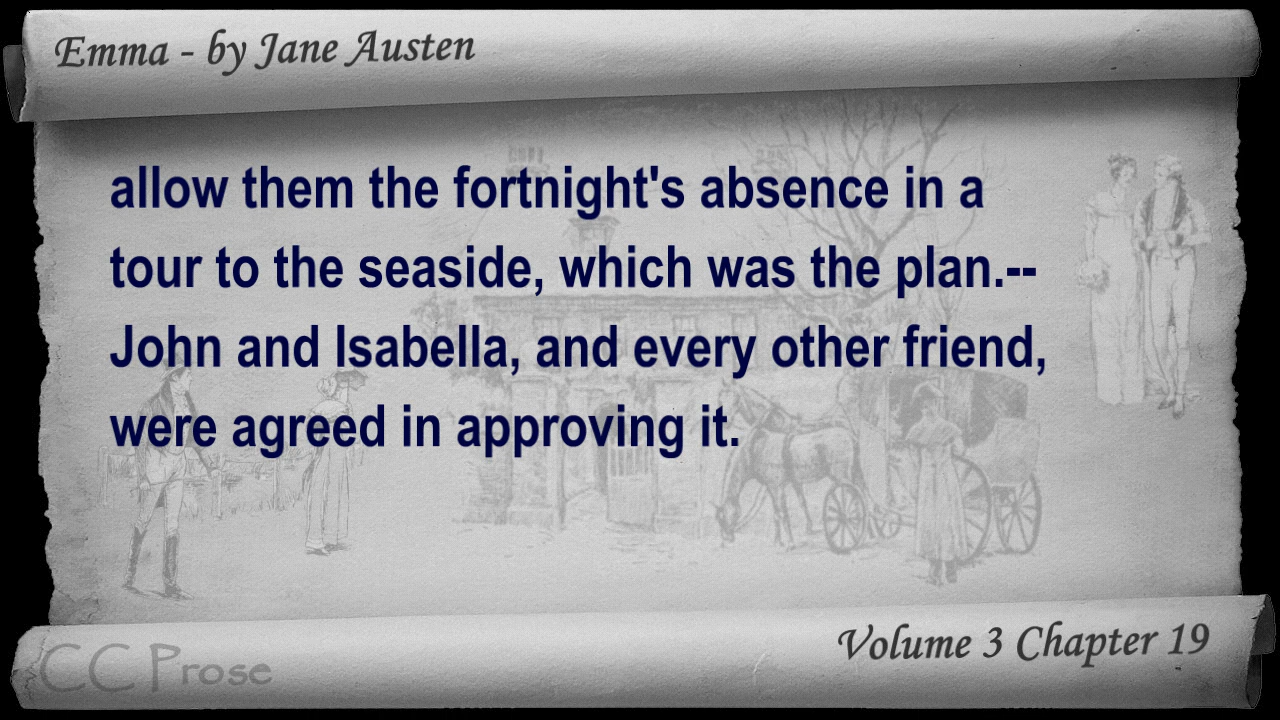 Emma - by Jane Austen
allow them the fortnight's absence in a
tour to the seaside, which was the plan.--
John and Isabella, and every other friend,
were agreed in approving it.
Volume 3 Chapter 19
CC Prose